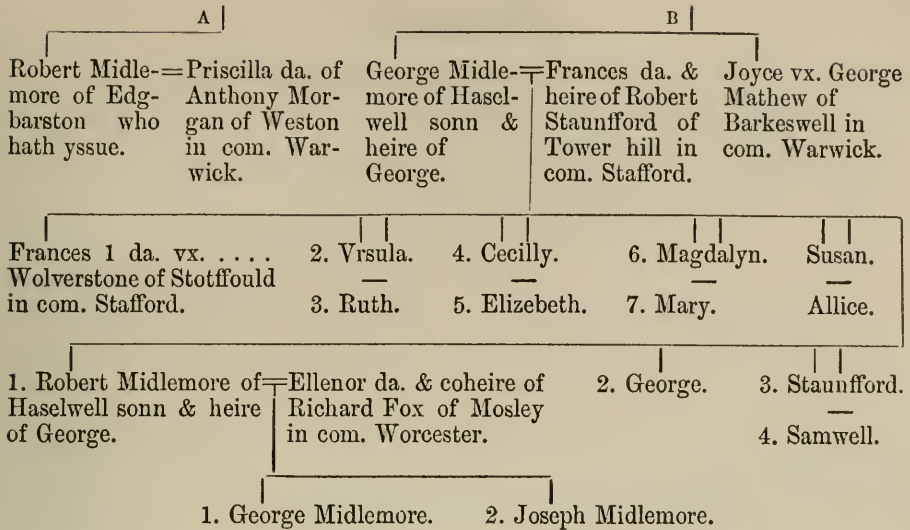 A B
Robert Midle-=Priscilla da. of
more of Edg- Anthony Mor-
barston who gan of Weston
hath yssue. in com. War-
wick.
George Midle-=Frances da. &
more of Hasel- heire of Robert
well sonn & Staunfford of
heire of Tower hill in
George. com. Stafford.
Joyce vx. George
Mathew of
Barkeswell in
com. Warwick.
Frances 1 da. vx. . . . .
Wolverstone of Stotffould
in com. Stafford.
2. Vrsula.
—
3. Ruth.
4. Cecilly.
—
5. Elizebeth.
6. Magdalyn.
—
7. Mary.
Susan.
—
Allice.
1. Robert Midlemore of=Ellenor da. & coheire of
Haselwell sonn & heire Richard Fox of Mosley
of George. in com. Worcester.
2. George.
3. Staunfford.
—
4. Samwell.
1. George Midlemore. 2. Joseph Midlemore.